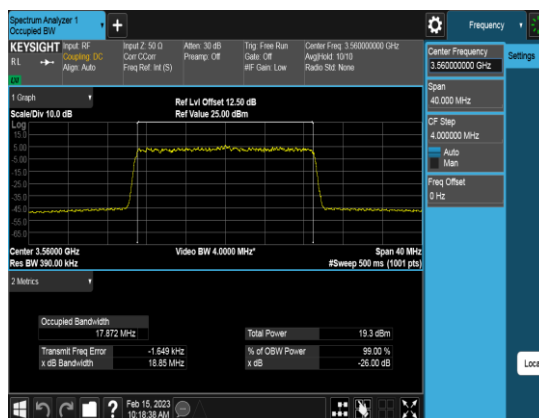 Spectrum Analyzer 1
Occupied BW
+
Frequency
KEYSIGHT
RL
Input: RF
Coupling: DC
Align: Auto
Input Z: 50 Ω
Corr CCorr
Freq Ref: Int (S)
Atten: 30 dB
Preamp: Off
Trig: Free Run
Gate: Off
#IF Gain: Low
Center Freq: 3.560000000 GHz
Avg|Hold: 10/10
Radio Std: None
Center Frequency
3.560000000 GHz
Settings
Span
40.000 MHz
CF Step
4.000000 MHz
Auto
Man
Freq Offset
0 Hz
1 Graph
Scale/Div 10.0 dB
Ref Lvl Offset 12.50 dB
Ref Value 25.00 dBm
Log
15.0
5.00
-5.00
-15.0
-25.0
-35.0
-45.0
-55.0
-65.0
Center 3.56000 GHz
Res BW 390.00 kHz
Video BW 4.0000 MHz*
Span 40 MHz
#Sweep 500 ms (1001 pts)
2 Metrics
Occupied Bandwidth
17.872 MHz
Transmit Freq Error -1.649 kHz
x dB Bandwidth 18.85 MHz
Total Power 19.3 dBm
% of OBW Power 99.00 %
x dB -26.00 dB
Loca
?
Feb 15, 2023
10:18:38 AM